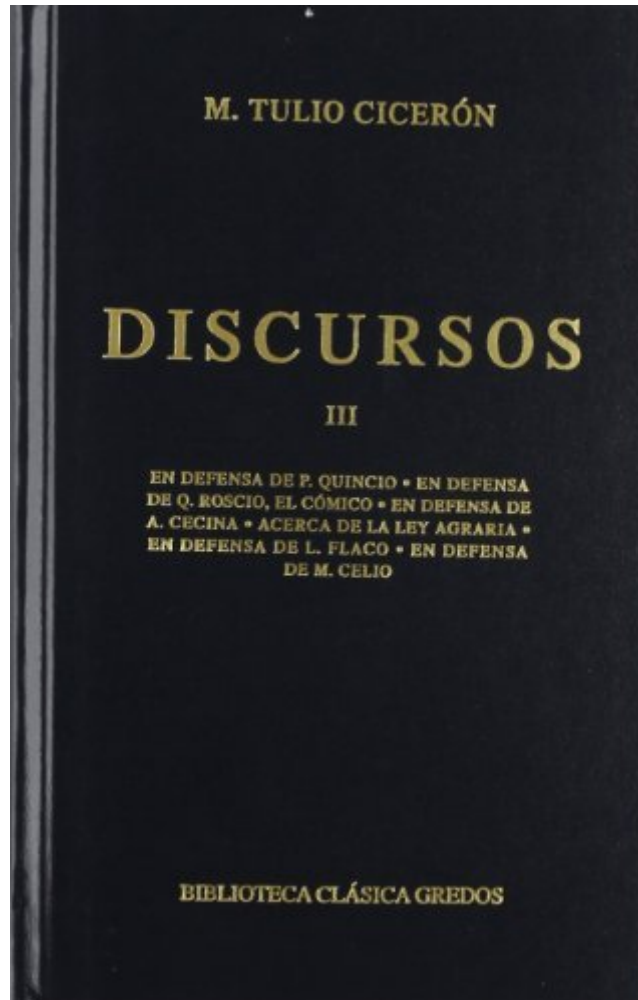 M. TULIO CICERÓN
DISCURSOS
III
EN DEFENSA DE P. QUINCIO • EN DEFENSA
DE Q. ROSCIO, EL CÓMICO • EN DEFENSA DE
A. CECINA • ACERCA DE LA LEY AGRARIA •
EN DEFENSA DE L. FLACO • EN DEFENSA
DE M. CELIO
BIBLIOTECA CLÁSICA GREDOS